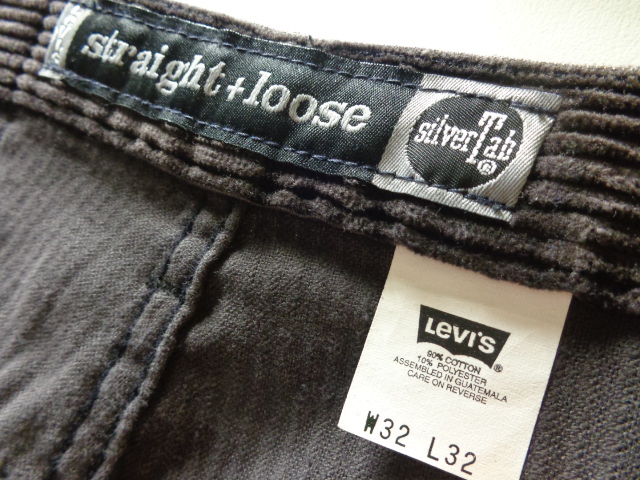 straight+loose
silverTab
®
LEVI'S ®
90% COTTON
10% POLYESTER
ASSEMBLED IN GUATEMALA
CARE ON REVERSE
W32 L32